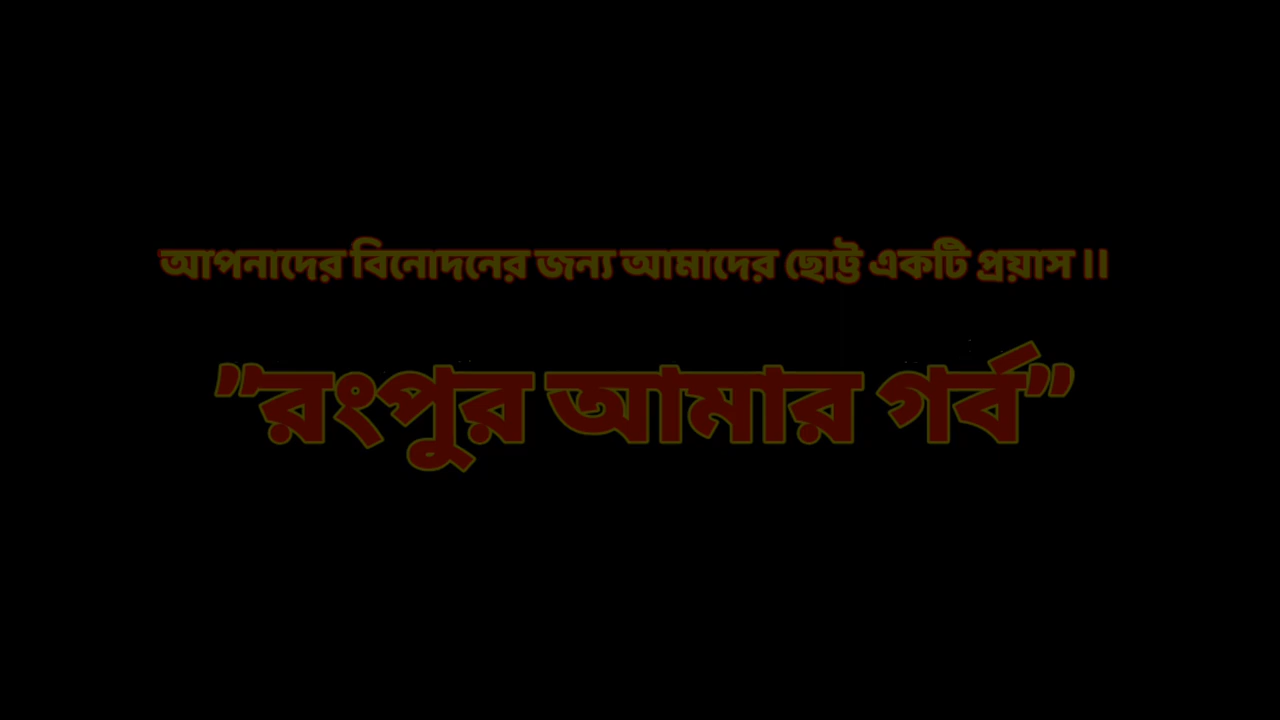 আপনাদের বিনোদনের জন্য আমাদের ছোট্ট একটি প্রয়াস ।।
”রংপুর আমার গর্ব”